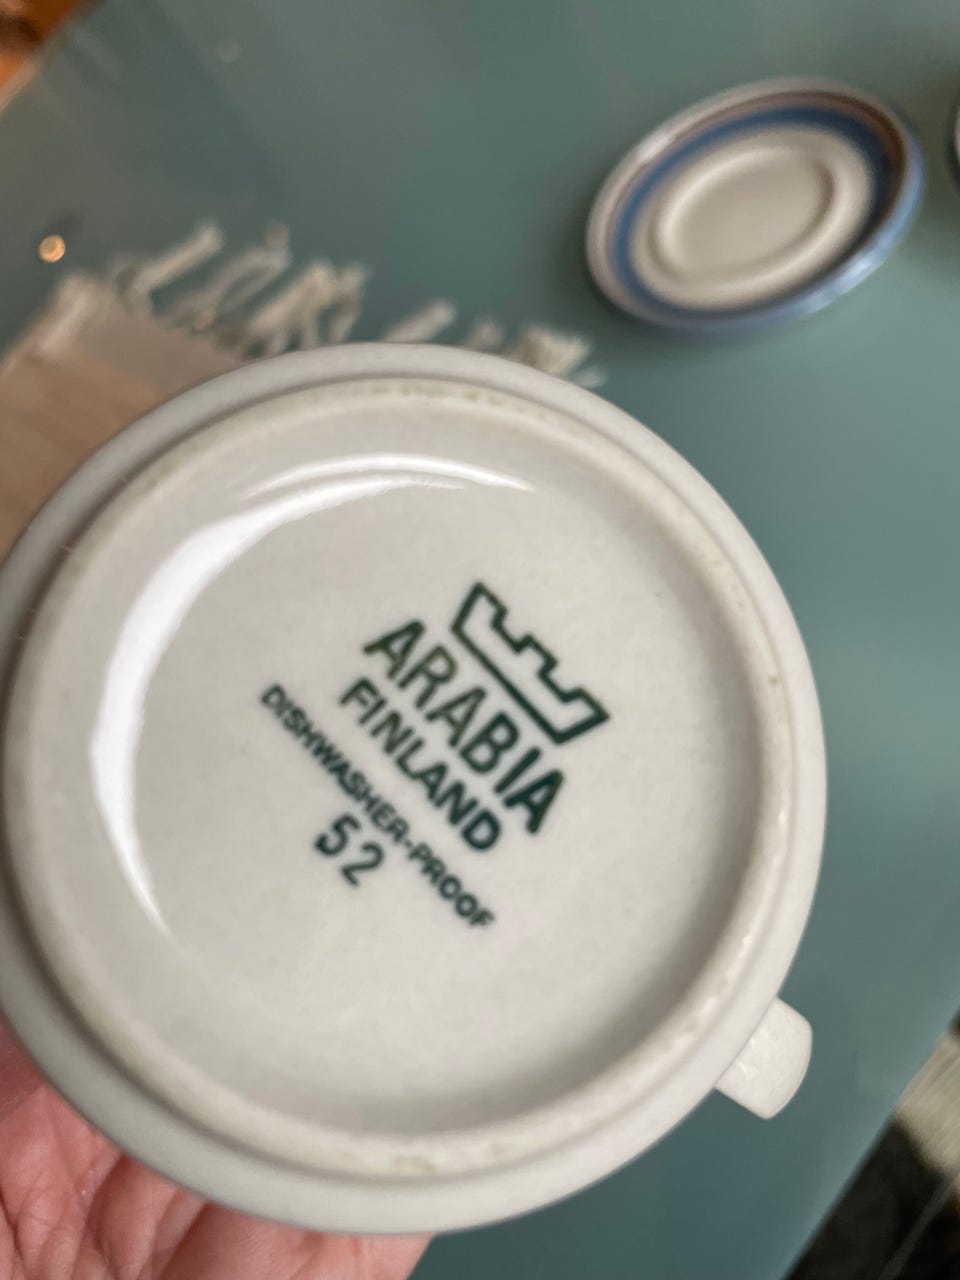 ARABIA
FINLAND
DISHWASHER-PROOF
52